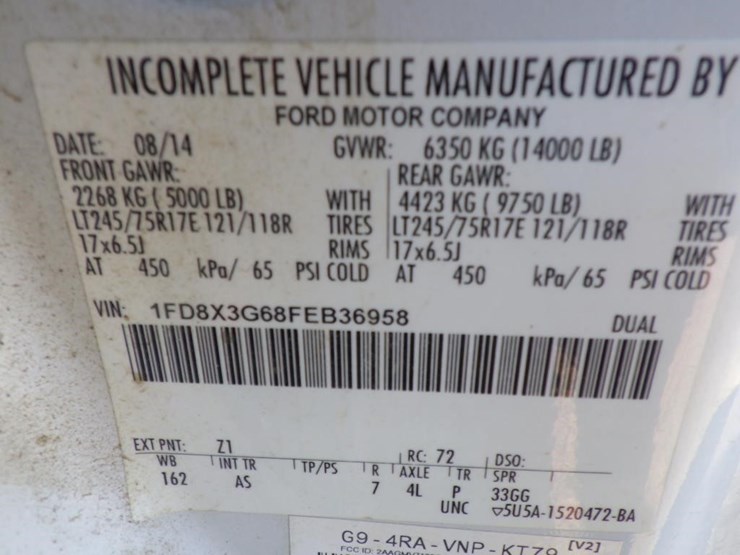 INCOMPLETE VEHICLE MANUFACTURED BY
FORD MOTOR COMPANY
DATE: 08/14 GVWR: 6350 KG (14000 LB)
FRONT GAWR: REAR GAWR:
2268 KG ( 5000 LB) WITH 4423 KG ( 9750 LB) WITH
LT245/75R17E 121/118R TIRES LT245/75R17E 121/118R TIRES
17x6.5J RIMS 17x6.5J RIMS
AT 450 kPa/ 65 PSI COLD AT 450 kPa/ 65 PSI COLD
VIN: 1FD8X3G68FEB36958 DUAL
EXT PNT: Z1 RC: 72 DSO:
WB INT TR TP/PS R AXLE TR SPR
162 AS 7 4L P 33GG
UNC ▽5U5A-1520472-BA
G9-4RA-VNP-KT79 [V2]
FCC ID: